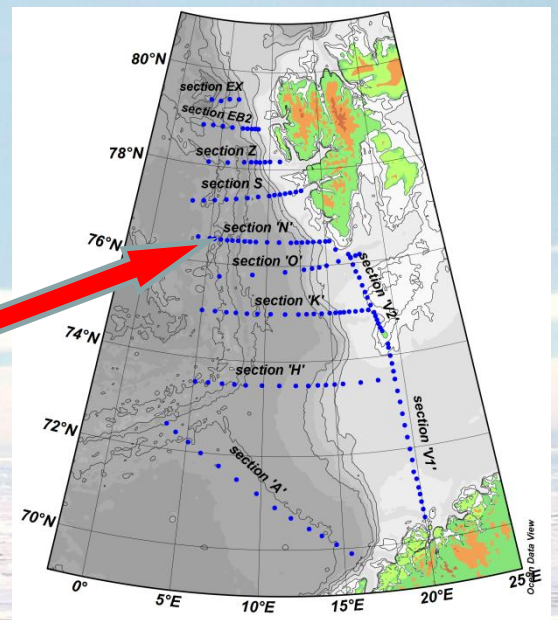 80°N
section EX
section EB2
78°N
section Z
section S
76°N
section 'N'
section 'O'
section 'V2'
74°N
section 'K'
section 'H'
72°N
section 'V1'
section 'A'
70°N
0°
5°E
10°E
15°E
20°E
25°E
Ocean Data View